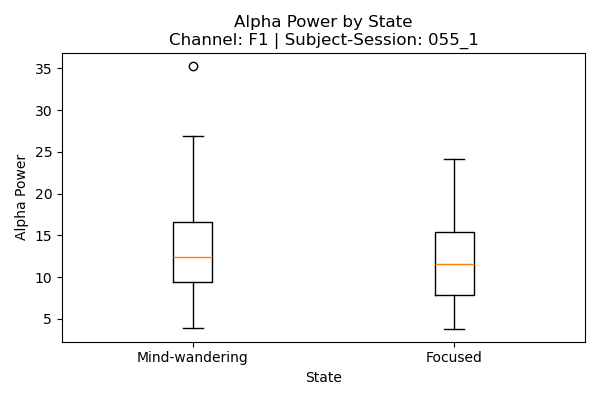 Alpha Power by State
Channel: F1 | Subject-Session: 055_1
Alpha Power
35
30
25
20
15
10
5
Mind-wandering
Focused
State